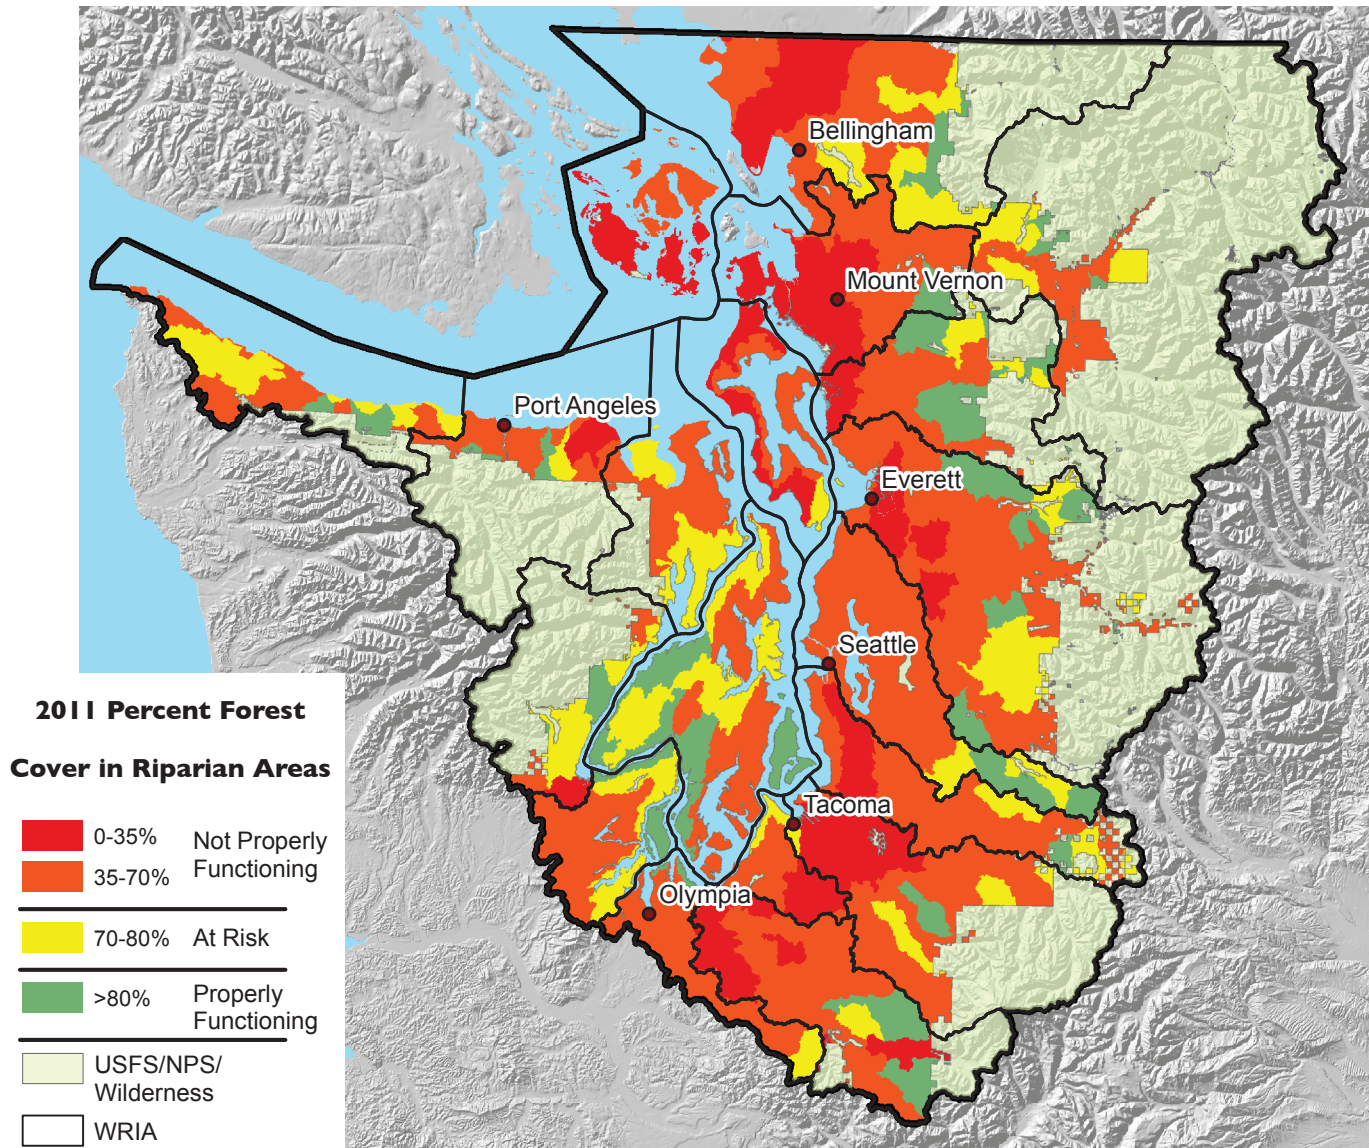 Bellingham
Mount Vernon
Port Angeles
Everett
Seattle
Tacoma
Olympia
2011 Percent Forest
Cover in Riparian Areas
0-35%
35-70%
Not Properly
Functioning
70-80%
At Risk
>80%
Properly
Functioning
USFS/NPS/
Wilderness
WRIA